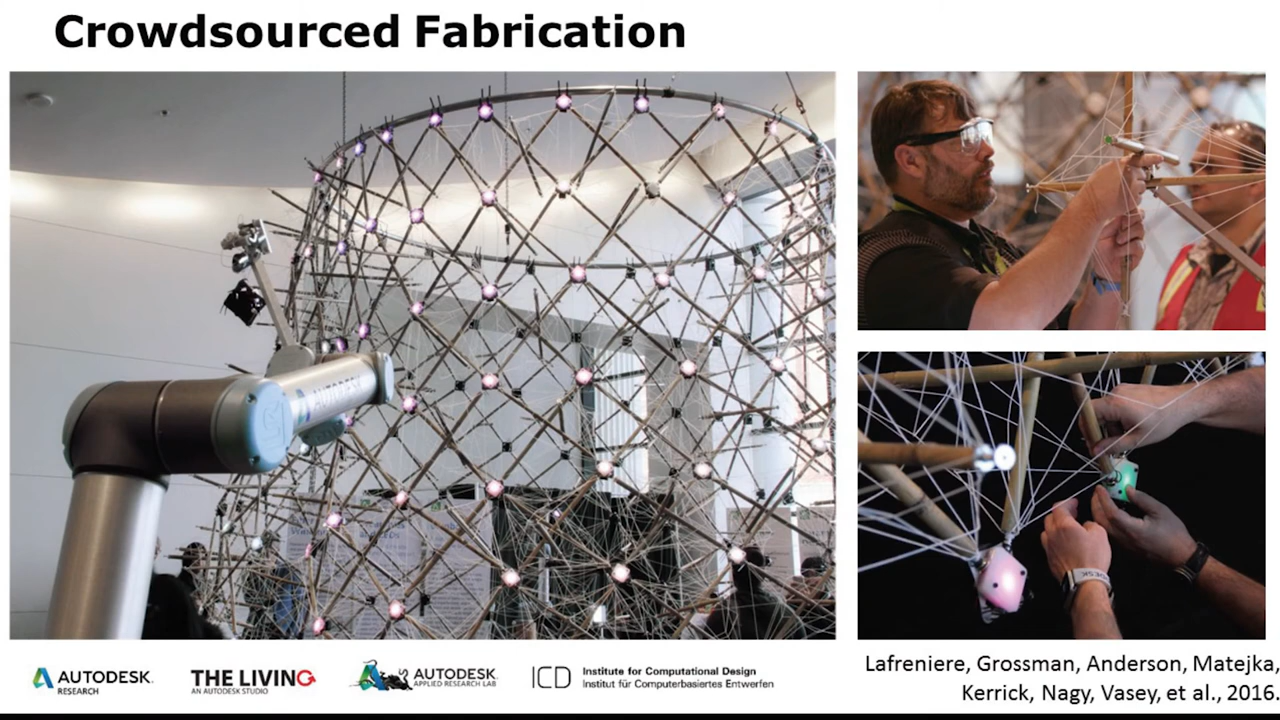 Crowdsourced Fabrication
AUTODESK
AUTODESK
RESEARCH
THE LIVING
AN AUTODESK STUDIO
AUTODESK
APPLIED RESEARCH LAB
ICD
Institute for Computational Design
Institut für Computerbasiertes Entwerfen
Lafreniere, Grossman, Anderson, Matejka,
Kerrick, Nagy, Vasey, et al., 2016.